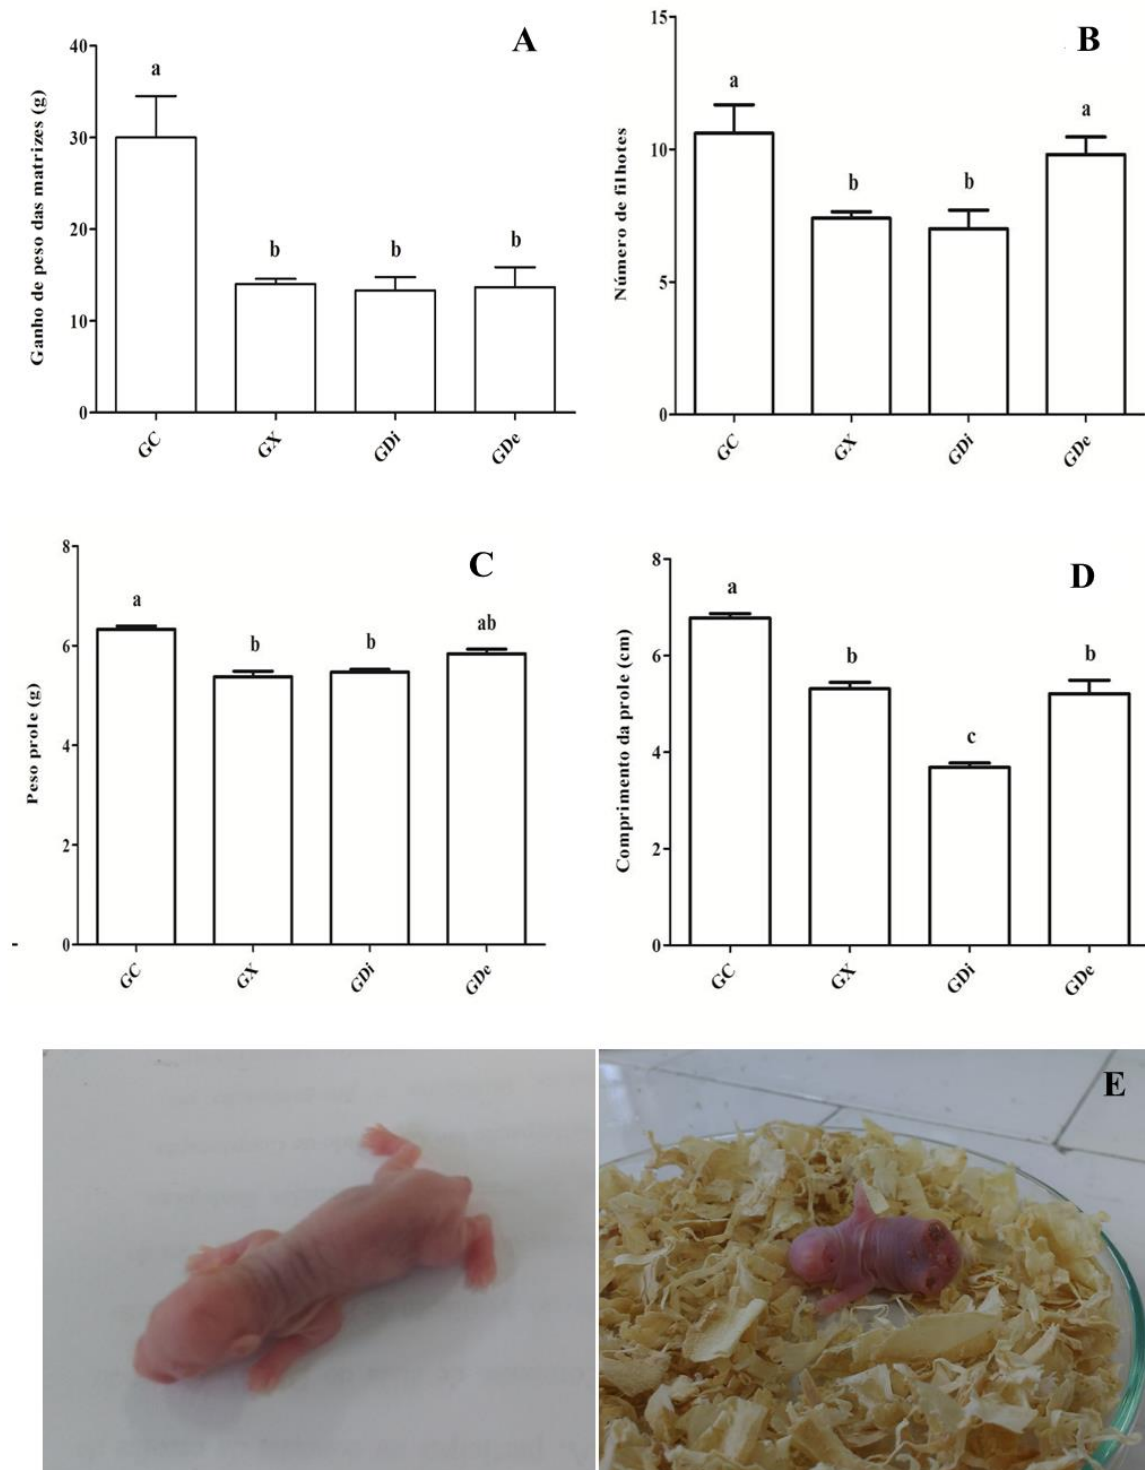 A
Ganho de peso das matrizes (g)
40
30
20
10
0
a
b
b
b
GC
GX
GDi
GDe
B
Número de filhotes
15
10
5
0
a
b
b
a
GC
GX
GDi
GDe
C
Peso prole (g)
8
6
4
2
0
a
b
b
ab
GC
GX
GDi
GDe
D
Comprimento da prole (cm)
8
6
4
2
0
a
b
c
b
GC
GX
GDi
GDe
E